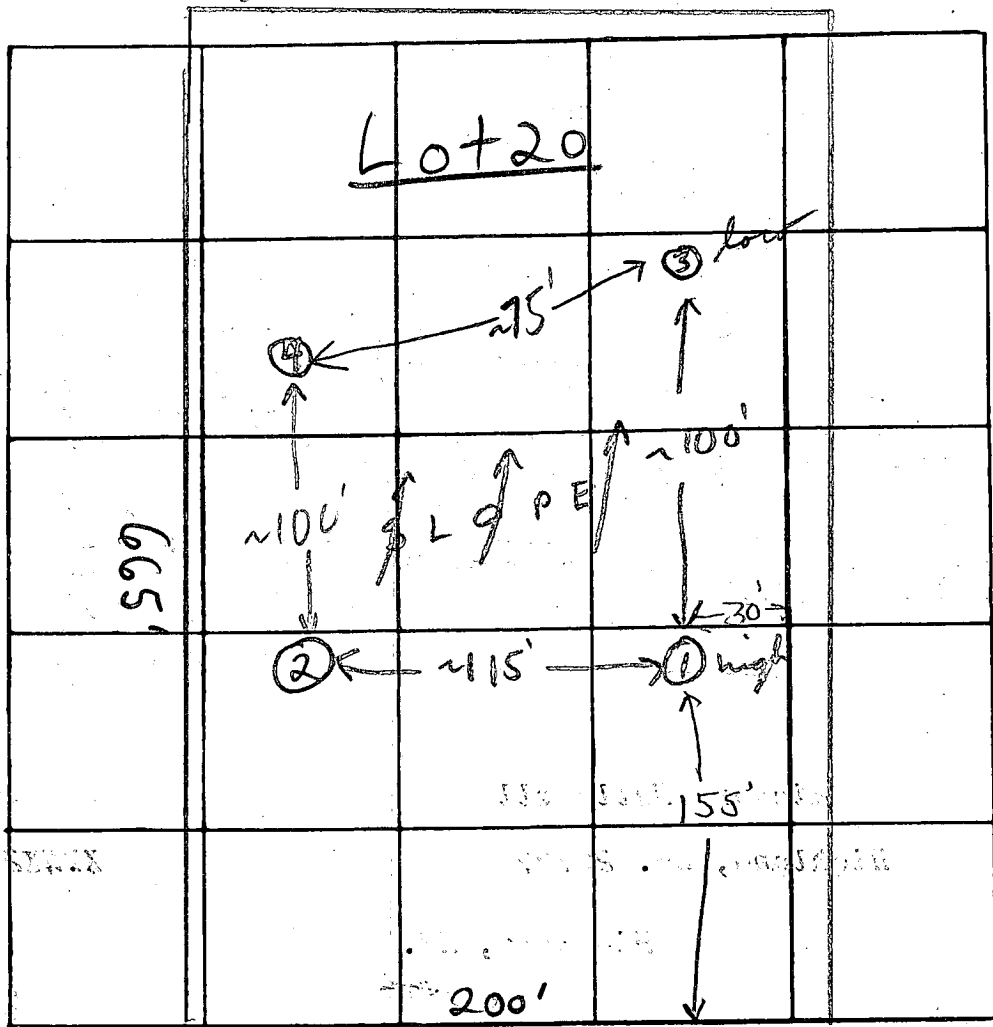 Lot 20
③ low
~75'
④
~100'
~100'
SLOPE
665'
30'
②
~115'
① high
155'
200'